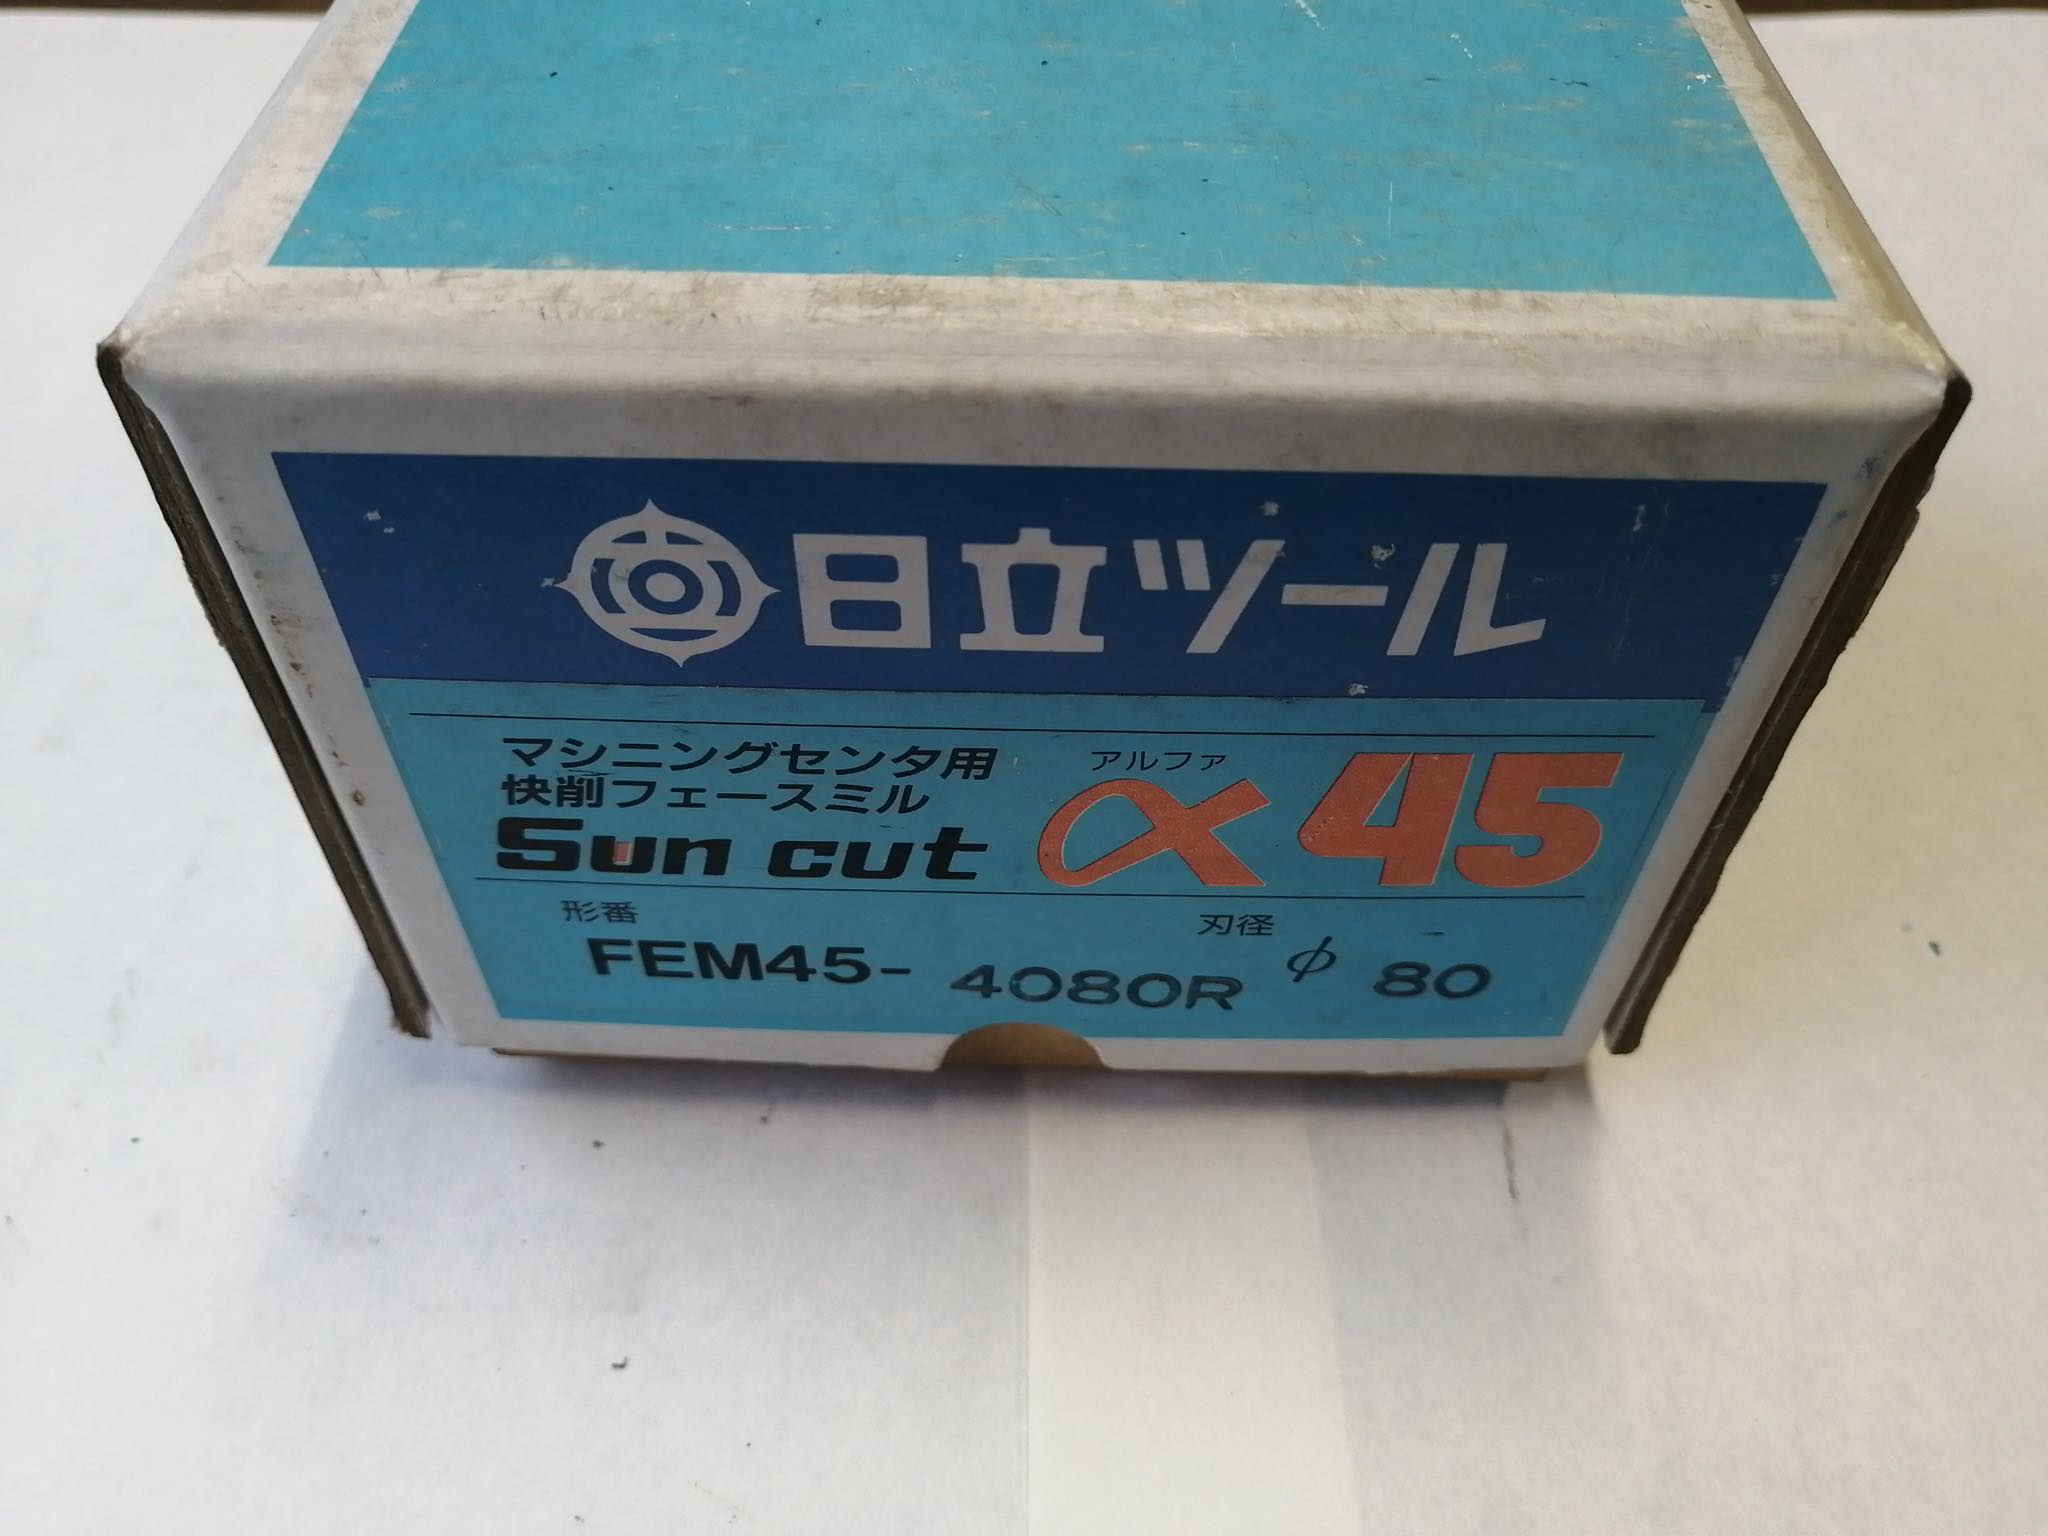 日立ツール
マシニングセンタ用
快削フェースミル
Sun cut
アルファ
α45
形番
FEM45-4080R
刃径
φ 80